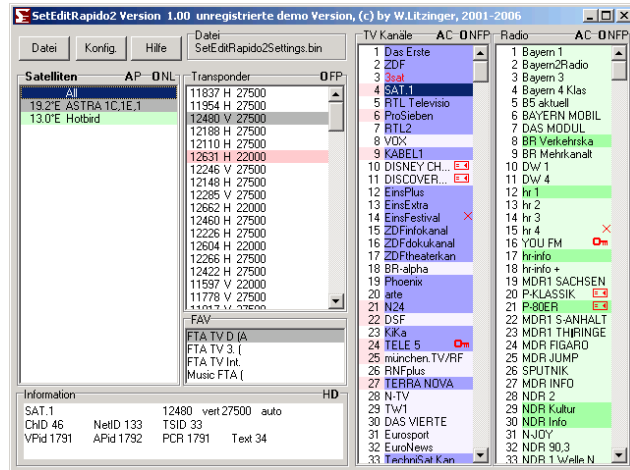 SetEditRapido2 Version 1.00 unregistrierte demo Version, (c) by W.Litzinger, 2001-2006
Datei
Konfig.
Hilfe
Datei
SetEditRapido2Settings.bin
Satelliten AP ONL
All
19.2°E ASTRA 1C,1E,1
13.0°E Hotbird
Transponder OFP
11837 H 27500
11954 H 27500
12480 V 27500
12188 H 27500
12110 H 27500
12631 H 22000
12246 V 27500
12148 H 27500
12285 V 27500
12662 H 22000
12460 H 27500
12226 H 27500
12604 H 22000
12266 H 27500
12422 H 27500
11597 V 22000
11778 V 27500
FAV
FTA TV D (A
FTA TV 3. (
FTA TV Int.
Music FTA (
Information HD
SAT.1 12480 vert 27500 auto
ChID 46 NetID 133 TSID 33
VPid 1791 APid 1792 PCR 1791 Text 34
TV Kanäle AC ONFP
1 Das Erste
2 ZDF
3 3sat
4 SAT.1
5 RTL Televisio
6 ProSieben
7 RTL2
8 VOX
9 KABEL1
10 DISNEY CH...
11 DISCOVER...
12 EinsPlus
13 EinsExtra
14 EinsFestival
15 ZDFinfokanal
16 ZDFdokukanal
17 ZDFtheaterkan
18 BR-alpha
19 Phoenix
20 arte
21 N24
22 DSF
23 KiKa
24 TELE 5
25 münchen.TV/RF
26 RNFplus
27 TERRA NOVA
28 N-TV
29 TW1
30 DAS VIERTE
31 Eurosport
32 EuroNews
33 TechniSat Kan
Radio AC ONFP
1 Bayern 1
2 Bayern2Radio
3 Bayern 3
4 Bayern 4 Klas
5 B5 aktuell
6 BAYERN MOBIL
7 DAS MODUL
8 BR Verkehrska
9 BR Mehrkanalt
10 DW 1
11 DW 4
12 hr 1
13 hr 2
14 hr 3
15 hr 4
16 YOU FM
17 hr-info
18 hr-info +
19 MDR1 SACHSEN
20 P-KLASSIK
21 P-80ER
22 MDR1 S-ANHALT
23 MDR1 THIRINGE
24 MDR FIGARO
25 MDR JUMP
26 SPUTNIK
27 MDR INFO
28 NDR 2
29 NDR Kultur
30 NDR Info
31 N-JOY
32 NDR 90,3
33 NDR 1 Welle N